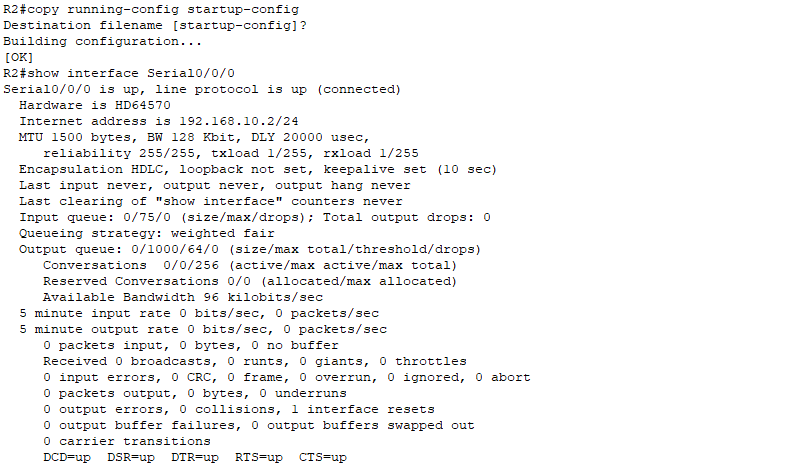 R2#copy running-config startup-config
Destination filename [startup-config]?
Building configuration...
[OK]
R2#show interface Serial0/0/0
Serial0/0/0 is up, line protocol is up (connected)
  Hardware is HD64570
  Internet address is 192.168.10.2/24
  MTU 1500 bytes, BW 128 Kbit, DLY 20000 usec,
     reliability 255/255, txload 1/255, rxload 1/255
  Encapsulation HDLC, loopback not set, keepalive set (10 sec)
  Last input never, output never, output hang never
  Last clearing of "show interface" counters never
  Input queue: 0/75/0 (size/max/drops); Total output drops: 0
  Queueing strategy: weighted fair
  Output queue: 0/1000/64/0 (size/max total/threshold/drops)
     Conversations  0/0/256 (active/max active/max total)
     Reserved Conversations 0/0 (allocated/max allocated)
     Available Bandwidth 96 kilobits/sec
  5 minute input rate 0 bits/sec, 0 packets/sec
  5 minute output rate 0 bits/sec, 0 packets/sec
     0 packets input, 0 bytes, 0 no buffer
     Received 0 broadcasts, 0 runts, 0 giants, 0 throttles
     0 input errors, 0 CRC, 0 frame, 0 overrun, 0 ignored, 0 abort
     0 packets output, 0 bytes, 0 underruns
     0 output errors, 0 collisions, 1 interface resets
     0 output buffer failures, 0 output buffers swapped out
     0 carrier transitions
     DCD=up  DSR=up  DTR=up  RTS=up  CTS=up